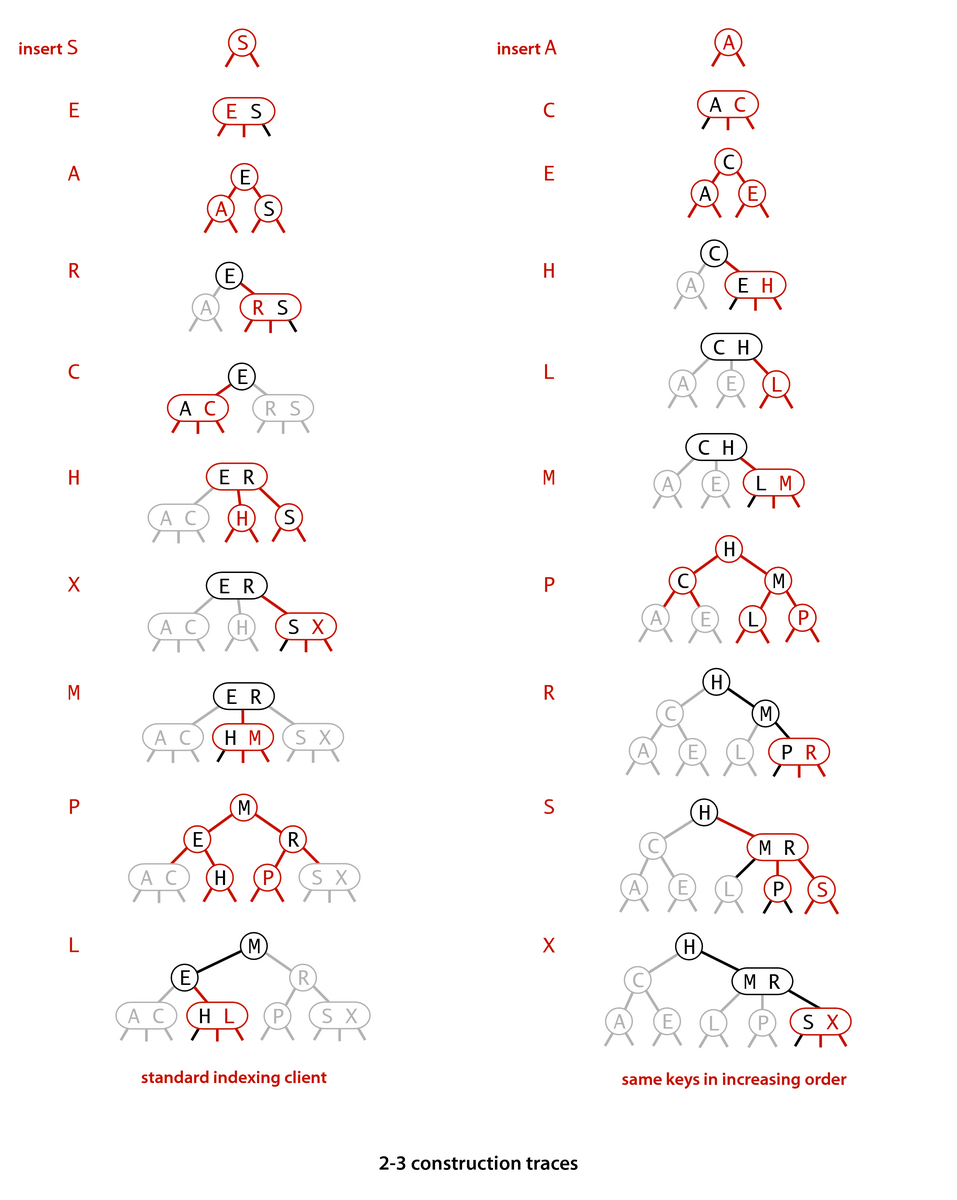 insert S
S
E
E S
A
E
A S
R
E
A R S
C
E
A C R S
H
E R
A C H S
X
E R
A C H S X
M
E R
A C H M S X
P
M
E R
A C H P S X
L
M
E R
A C H L P S X
standard indexing client
insert A
A
C
A C
E
C
A E
H
C
A E H
L
C H
A E L
M
C H
A E L M
P
H
C M
A E L P
R
H
C M
A E L P R
S
H
C M R
A E L P S
X
H
C M R
A E L P S X
same keys in increasing order
2-3 construction traces